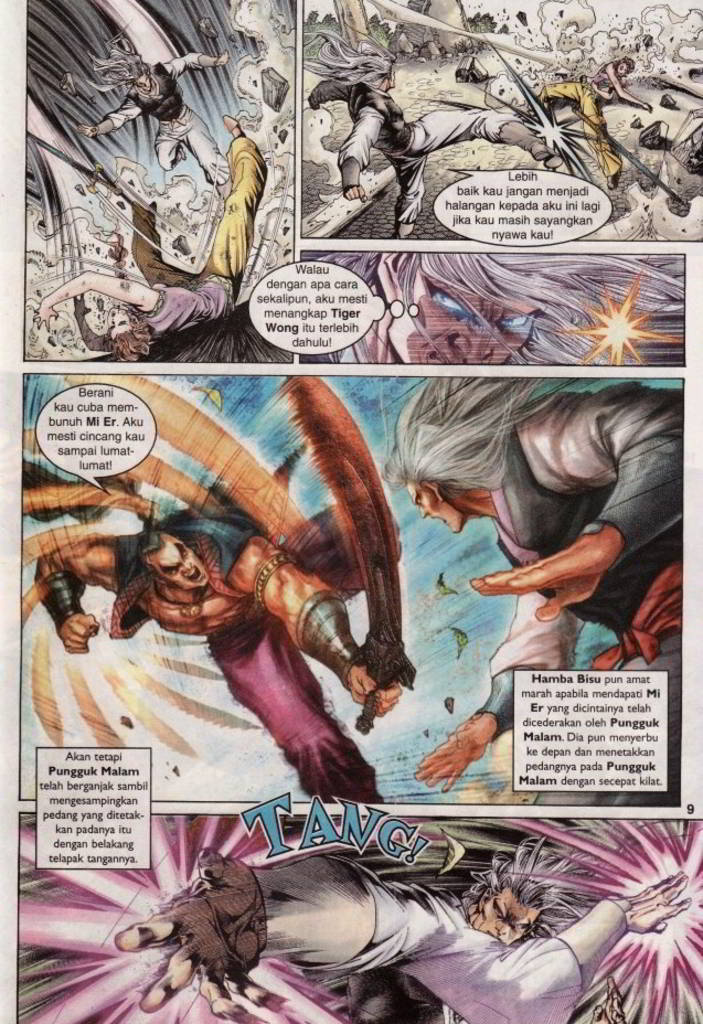 Lebih
baik kau jangan menjadi
halangan kepada aku ini lagi
jika kau masih sayangkan
nyawa kau!
Walau
dengan apa cara
sekalipun, aku mesti
menangkap Tiger
Wong itu terlebih
dahulu!
Berani
kau cuba mem-
bunuh Mi Er. Aku
mesti cincang kau
sampai lumat-
lumat!
Hamba Bisu pun amat
marah apabila mendapati Mi
Er yang dicintainya telah
dicederakan oleh Pungguk
Malam. Dia pun menyerbu
ke depan dan menetakkan
pedangnya pada Pungguk
Malam dengan secepat kilat.
Akan tetapi
Pungguk Malam
telah berganjak sambil
mengesampingkan
pedang yang ditetak-
kan padanya itu
dengan belakang
telapak tangannya.
9
TANG!